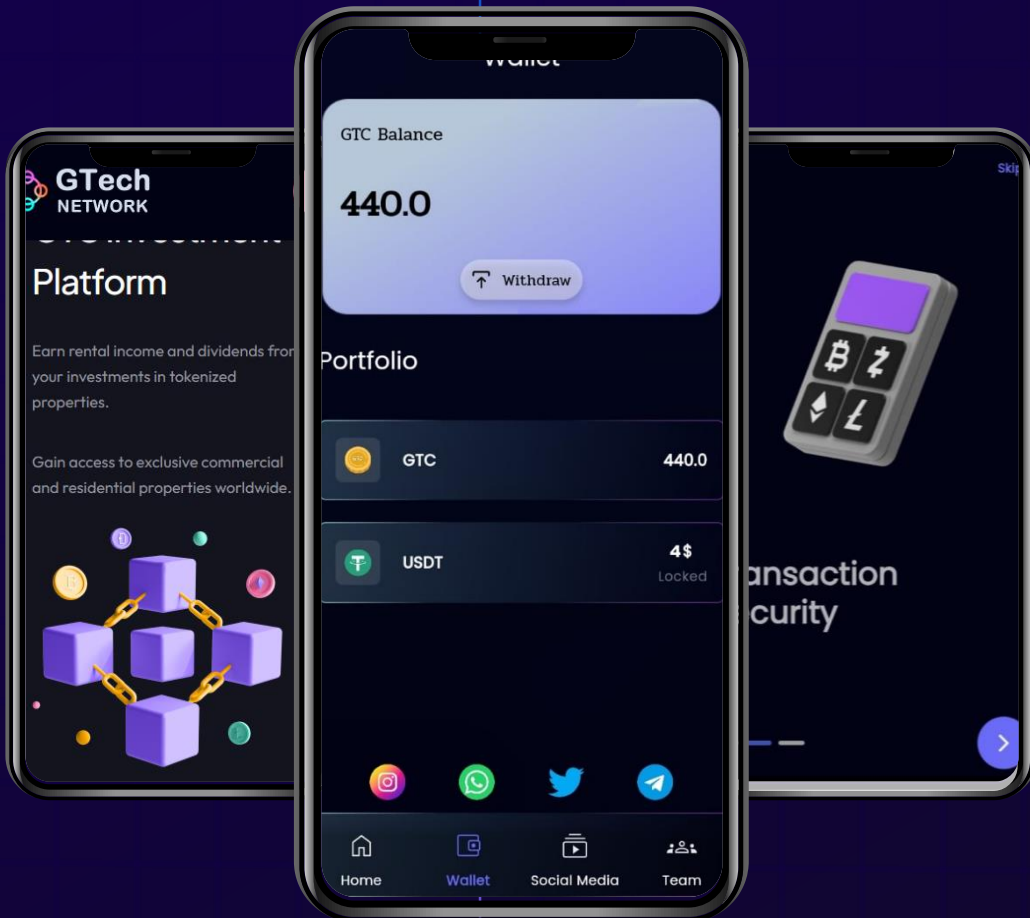 GTech
NETWORK
Platform
Earn rental income and dividends from
your investments in tokenized
properties.
Gain access to exclusive commercial
and residential properties worldwide.
Wallet
GTC Balance
440.0
Withdraw
Portfolio
GTC
440.0
USDT
4$
Locked
Home
Wallet
Social Media
Team
Skip
ansaction
curity